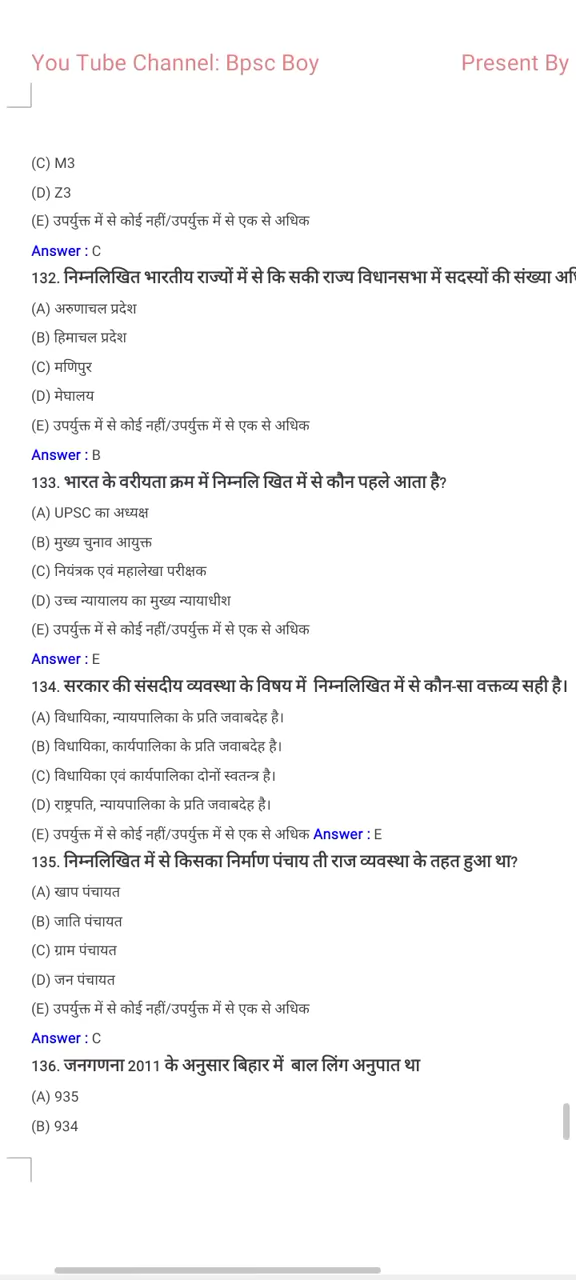 You Tube Channel: Bpsc Boy Present By
(C) M3
(D) Z3
(E) उपर्युक्त में से कोई नहीं/उपर्युक्त में से एक से अधिक
Answer : C
132. निम्नलिखित भारतीय राज्यों में से कि सकी राज्य विधानसभा में सदस्यों की संख्या
(A) अरुणाचल प्रदेश
(B) हिमाचल प्रदेश
(C) मणिपुर
(D) मेघालय
(E) उपर्युक्त में से कोई नहीं/उपर्युक्त में से एक से अधिक
Answer : B
133. भारत के वरीयता क्रम में निम्नलि खित में से कौन पहले आता है?
(A) UPSC का अध्यक्ष
(B) मुख्य चुनाव आयुक्त
(C) नियंत्रक एवं महालेखा परीक्षक
(D) उच्च न्यायालय का मुख्य न्यायाधीश
(E) उपर्युक्त में से कोई नहीं/उपर्युक्त में से एक से अधिक
Answer : E
134. सरकार की संसदीय व्यवस्था के विषय में निम्नलिखित में से कौन-सा वक्तव्य सही है।
(A) विधायिका, न्यायपालिका के प्रति जवाबदेह है।
(B) विधायिका, कार्यपालिका के प्रति जवाबदेह है।
(C) विधायिका एवं कार्यपालिका दोनों स्वतन्त्र है।
(D) राष्ट्रपति, न्यायपालिका के प्रति जवाबदेह है।
(E) उपर्युक्त में से कोई नहीं/उपर्युक्त में से एक से अधिक Answer : E
135. निम्नलिखित में से किसका निर्माण पंचाय ती राज व्यवस्था के तहत हुआ था?
(A) खाप पंचायत
(B) जाति पंचायत
(C) ग्राम पंचायत
(D) जन पंचायत
(E) उपर्युक्त में से कोई नहीं/उपर्युक्त में से एक से अधिक
Answer : C
136. जनगणना 2011 के अनुसार बिहार में बाल लिंग अनुपात था
(A) 935
(B) 934